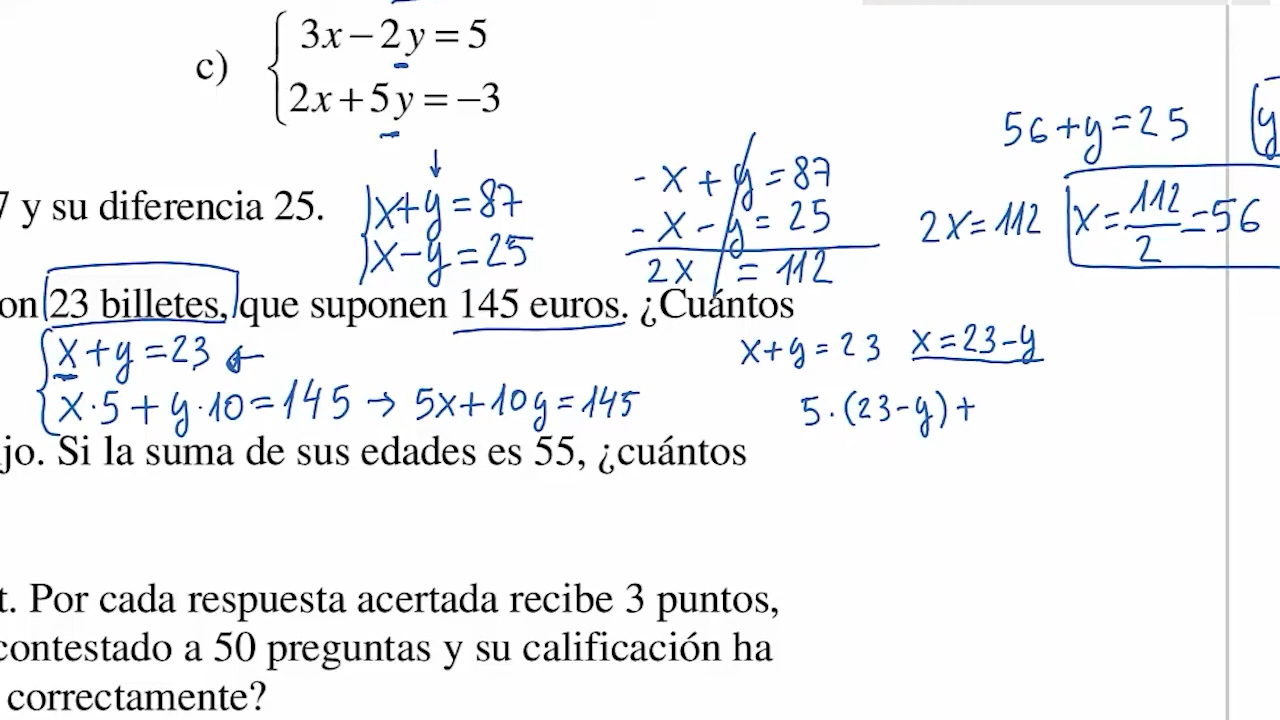 c) { 3x − 2y = 5
2x + 5y = −3
56+y=25
y
7 y su diferencia 25.
x+y=87
x−y=25
- x + y = 87
- x - y = 25
2x / = 112
2x=112
x=112/2=56
on 23 billetes, que suponen 145 euros. ¿Cuántos
x+y=23 ←
x·5+y·10=145 → 5x+10y=145
x+y=23 x=23-y
5·(23-y)+
jo. Si la suma de sus edades es 55, ¿cuántos
t. Por cada respuesta acertada recibe 3 puntos,
contestado a 50 preguntas y su calificación ha
correctamente?